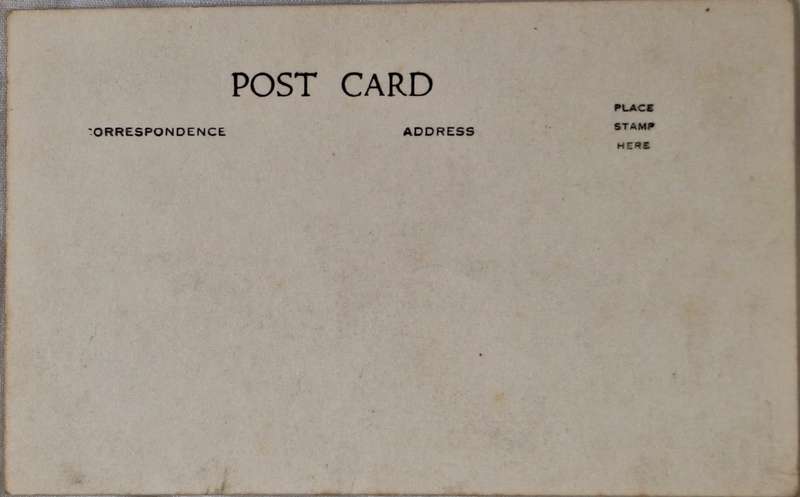 POST CARD
CORRESPONDENCE
ADDRESS
PLACE
STAMP
HERE